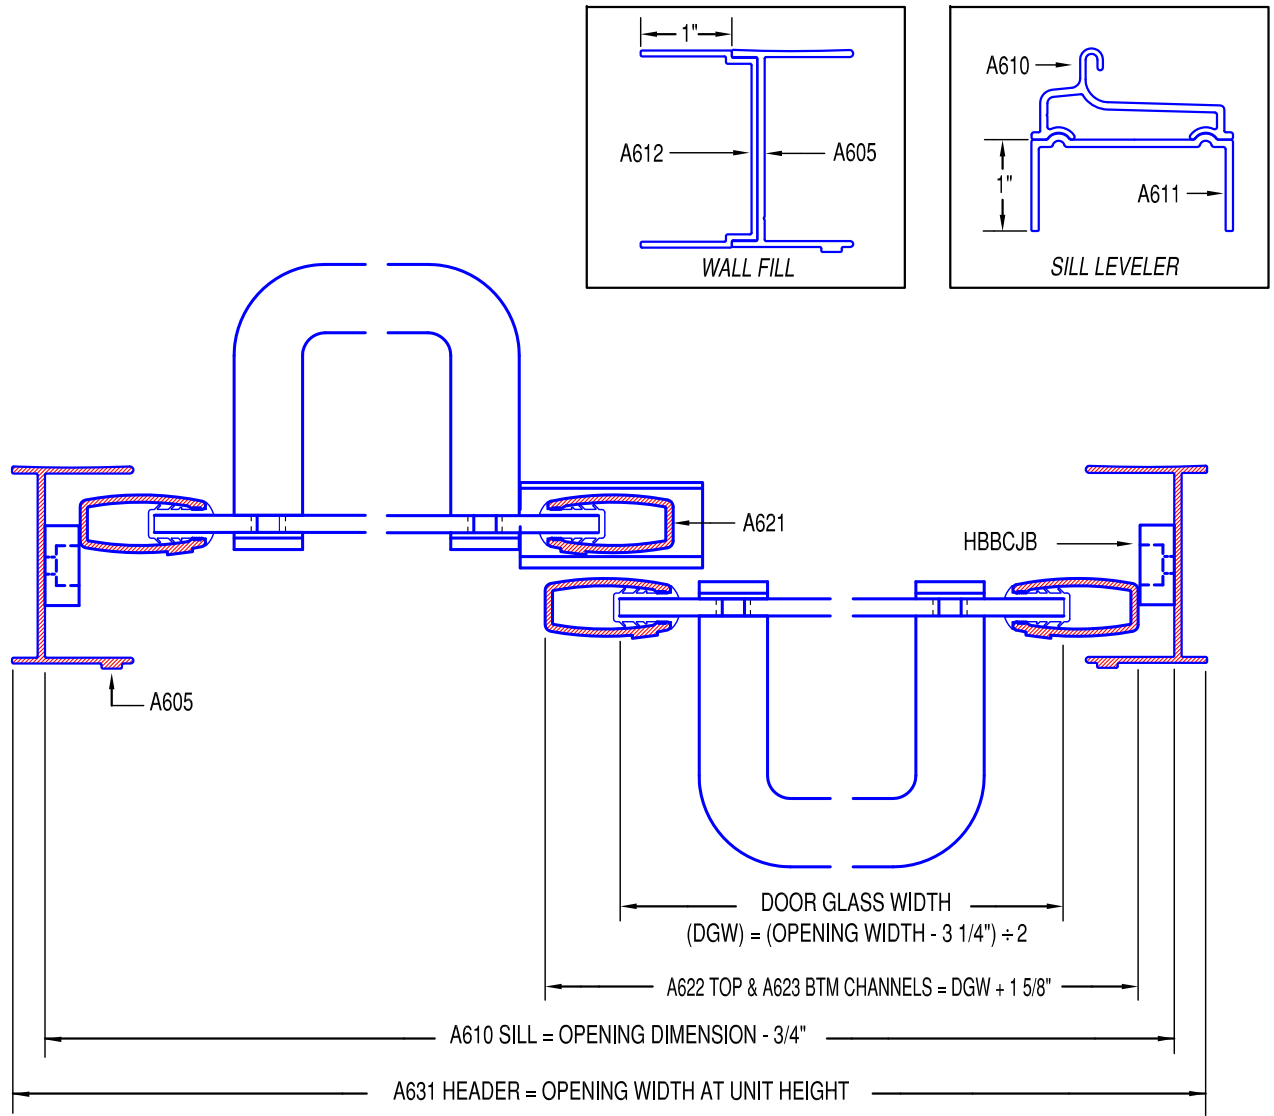 1"
A612
A605
WALL FILL
A610
1"
A611
SILL LEVELER
A621
HBBCJB
A605
DOOR GLASS WIDTH
(DGW) = (OPENING WIDTH - 3 1/4") ÷ 2
A622 TOP & A623 BTM CHANNELS = DGW + 1 5/8"
A610 SILL = OPENING DIMENSION - 3/4"
A631 HEADER = OPENING WIDTH AT UNIT HEIGHT